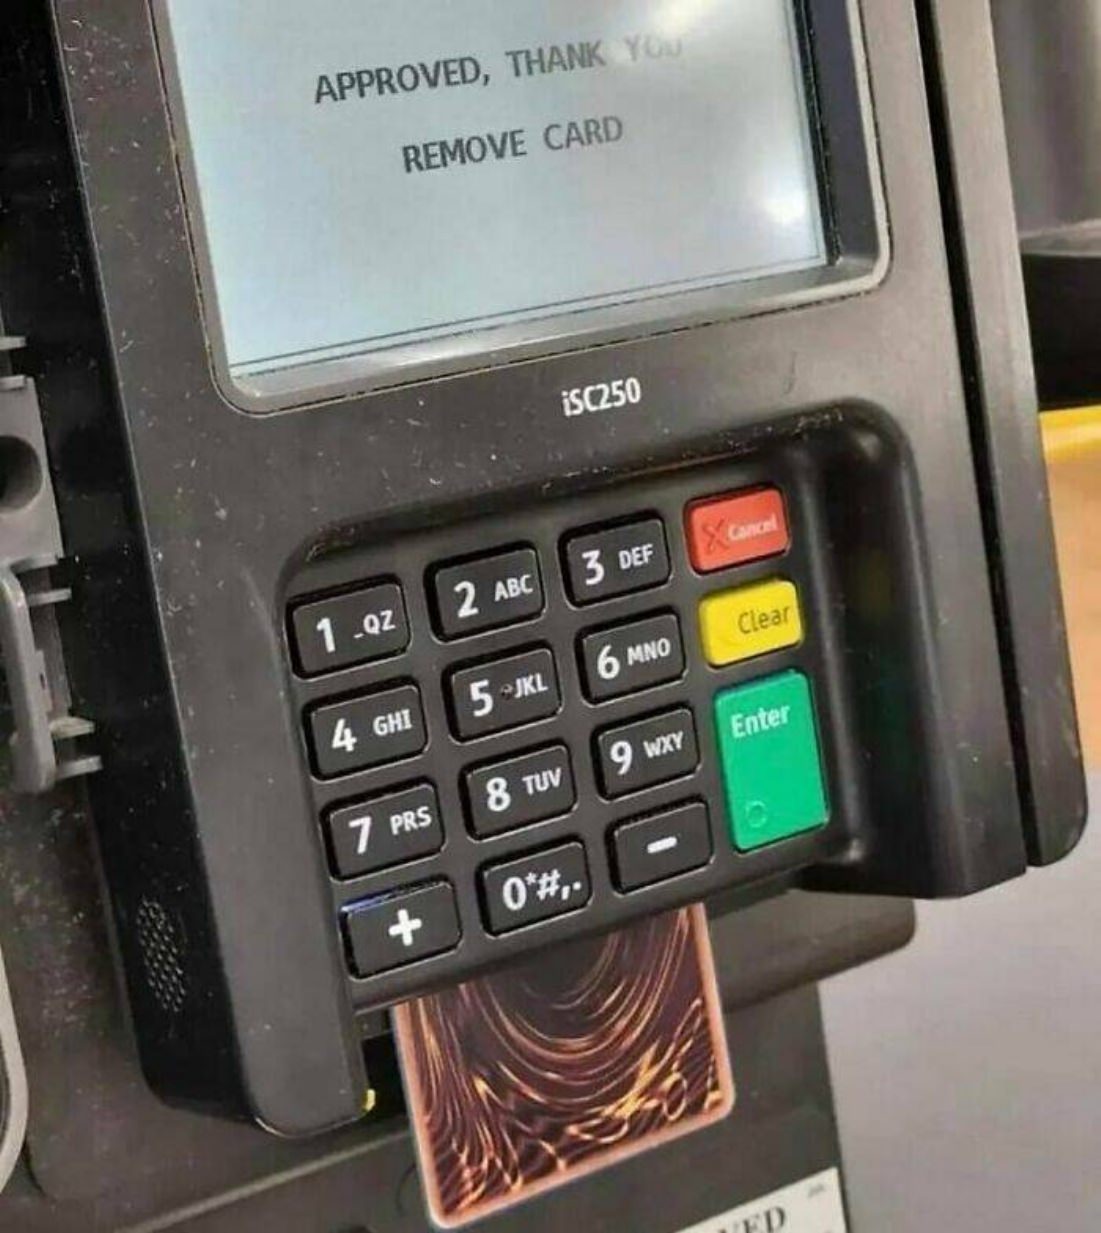 APPROVED, THANK YOU
REMOVE CARD
iSC250
1 -QZ
2 ABC
3 DEF
Cancel
4 GHI
5 JKL
6 MNO
Clear
7 PRS
8 TUV
9 WXY
Enter
+
0*#,.
-